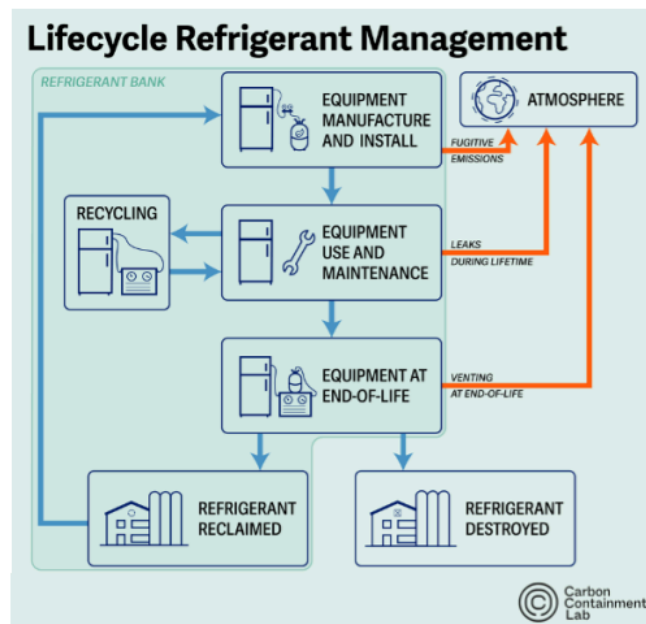 Lifecycle Refrigerant Management
REFRIGERANT BANK
EQUIPMENT
MANUFACTURE
AND INSTALL
ATMOSPHERE
FUGITIVE
EMISSIONS
RECYCLING
EQUIPMENT
USE AND
MAINTENANCE
LEAKS
DURING LIFETIME
EQUIPMENT AT
END-OF-LIFE
VENTING
AT END-OF-LIFE
REFRIGERANT
RECLAIMED
REFRIGERANT
DESTROYED
Carbon
Containment
Lab